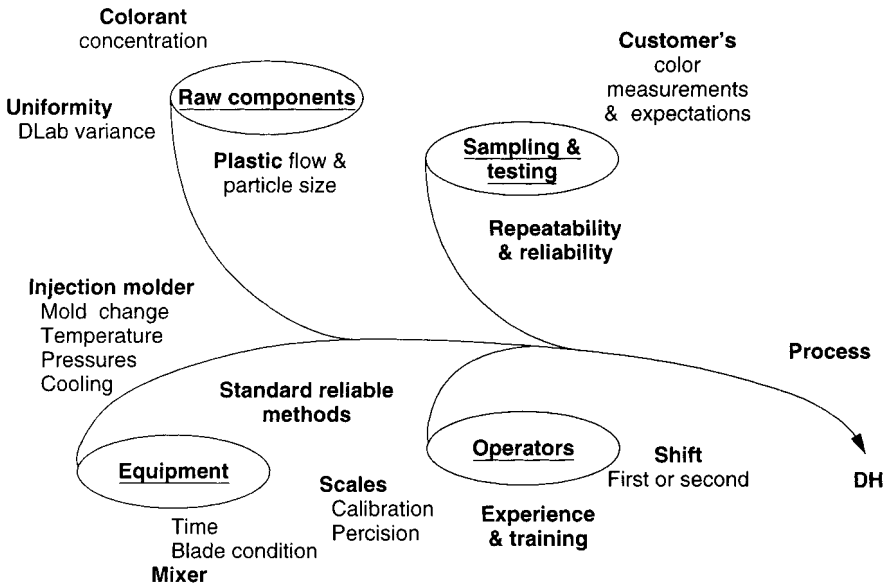 Colorant
concentration
Raw components
Uniformity
DLab variance
Plastic flow &
particle size
Customer's
color
measurements
& expectations
Sampling &
testing
Repeatability
& reliability
Injection molder
Mold change
Temperature
Pressures
Cooling
Process
Standard reliable
methods
Equipment
Time
Blade condition
Mixer
Scales
Calibration
Percision
Operators
Experience
& training
Shift
First or second
DH